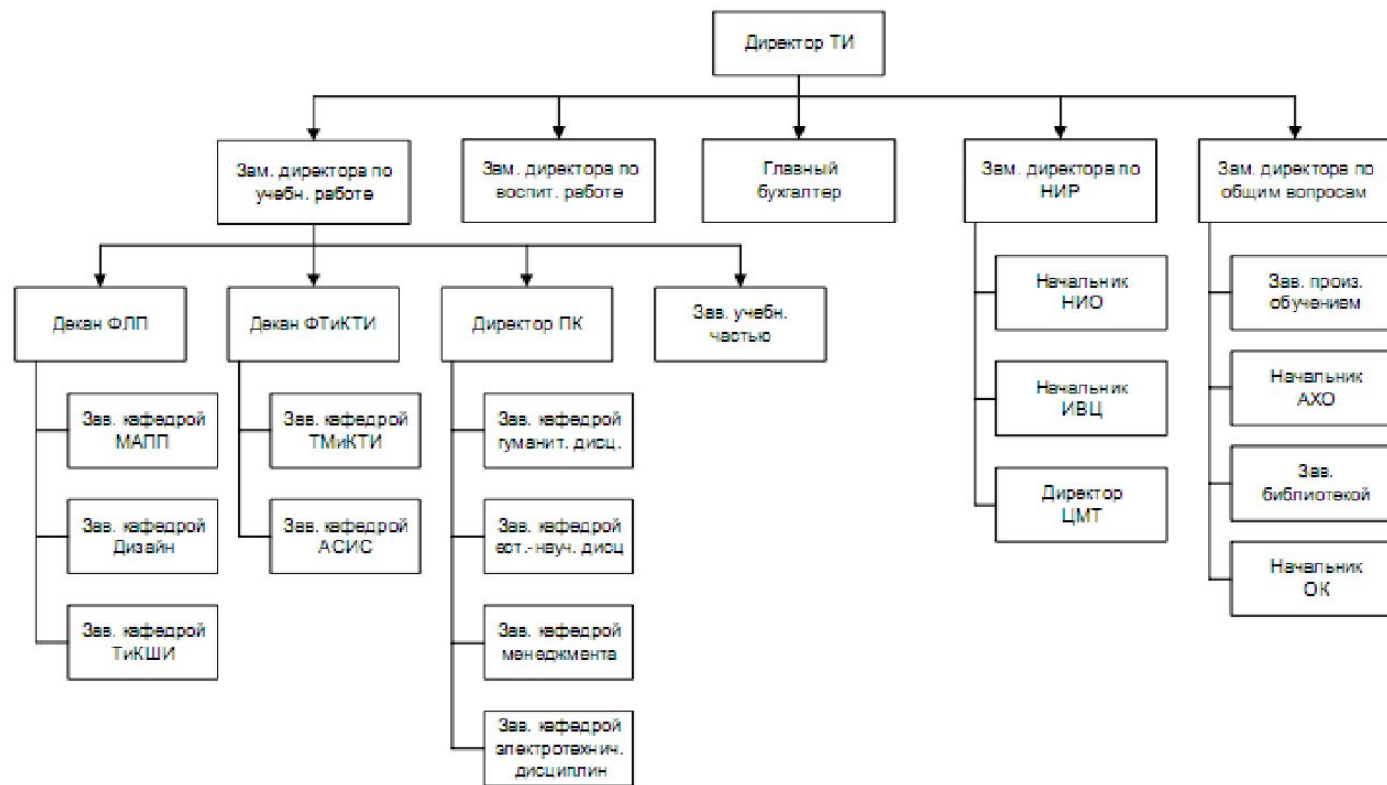 Директор ТИ
Зам. директора по
учебн. работе
Зам. директора по
воспит. работе
Главный
бухгалтер
Зам. директора по
НИР
Зам. директора по
общим вопросам
Декан ФЛП
Декан ФТиКТИ
Директор ПК
Зав. учебн.
частью
Начальник
НИО
Зав. произ.
обучением
Зав. кафедрой
МАПП
Зав. кафедрой
ТМиКТИ
Зав. кафедрой
гуманит. дисц.
Начальник
ИВЦ
Начальник
АХО
Зав. кафедрой
Дизайн
Зав. кафедрой
АСИС
Зав. кафедрой
ест.-науч. дисц
Директор
ЦМТ
Зав.
библиотекой
Зав. кафедрой
ТиКШИ
Зав. кафедрой
менеджмента
Начальник
ОК
Зав. кафедрой
электротехнич.
дисциплин